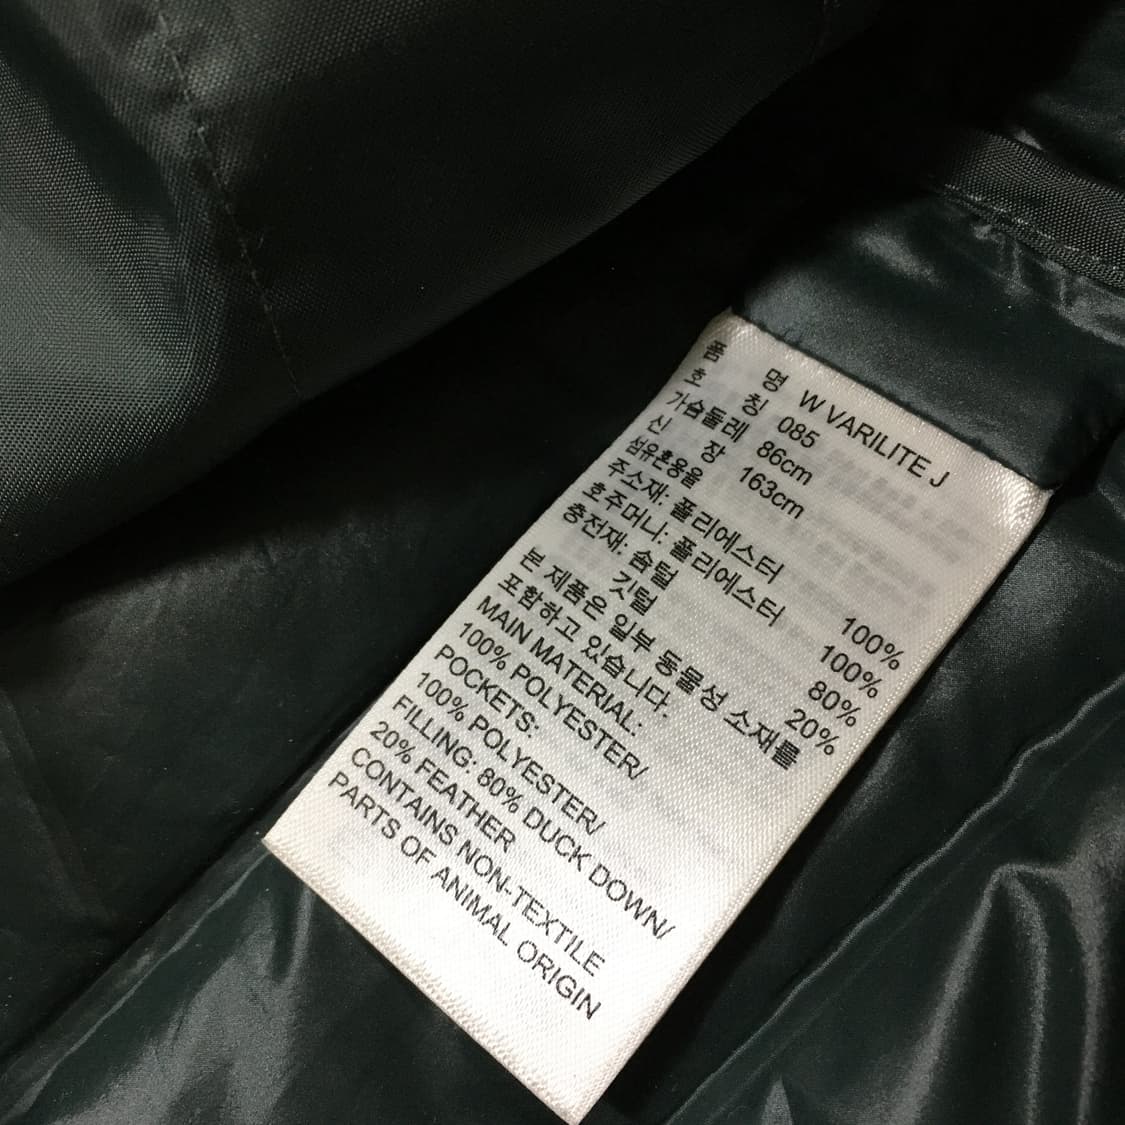 품 명 W VARILITE J
호 칭 085
가슴둘레 86cm
신 장 163cm
섬유혼용율
주소재: 폴리에스터 100%
호주머니: 폴리에스터 100%
충전재: 솜털 80%
깃털 20%
본 제품은 일부 동물성 소재를
포함하고 있습니다.
MAIN MATERIAL:
100% POLYESTER/
POCKETS:
100% POLYESTER/
FILLING: 80% DUCK DOWN/
20% FEATHER
CONTAINS NON-TEXTILE
PARTS OF ANIMAL ORIGIN